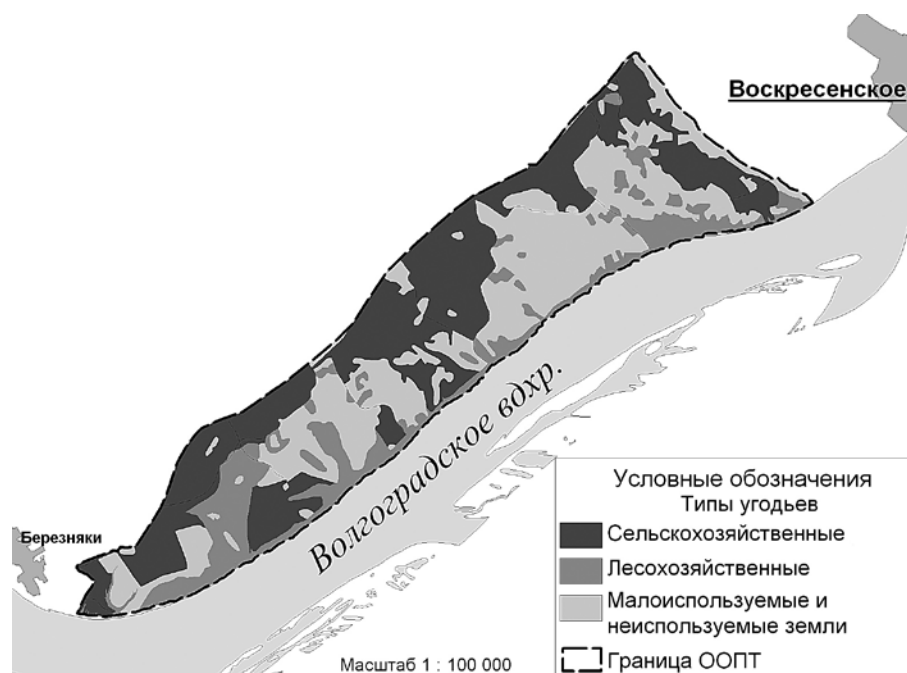 Воскресенское
Волгоградское вдхр.
Березняки
Условные обозначения
Типы угодьев
Сельскохозяйственные
Лесохозяйственные
Малоиспользуемые и
неиспользуемые земли
Граница ООПТ
Масштаб 1 : 100 000